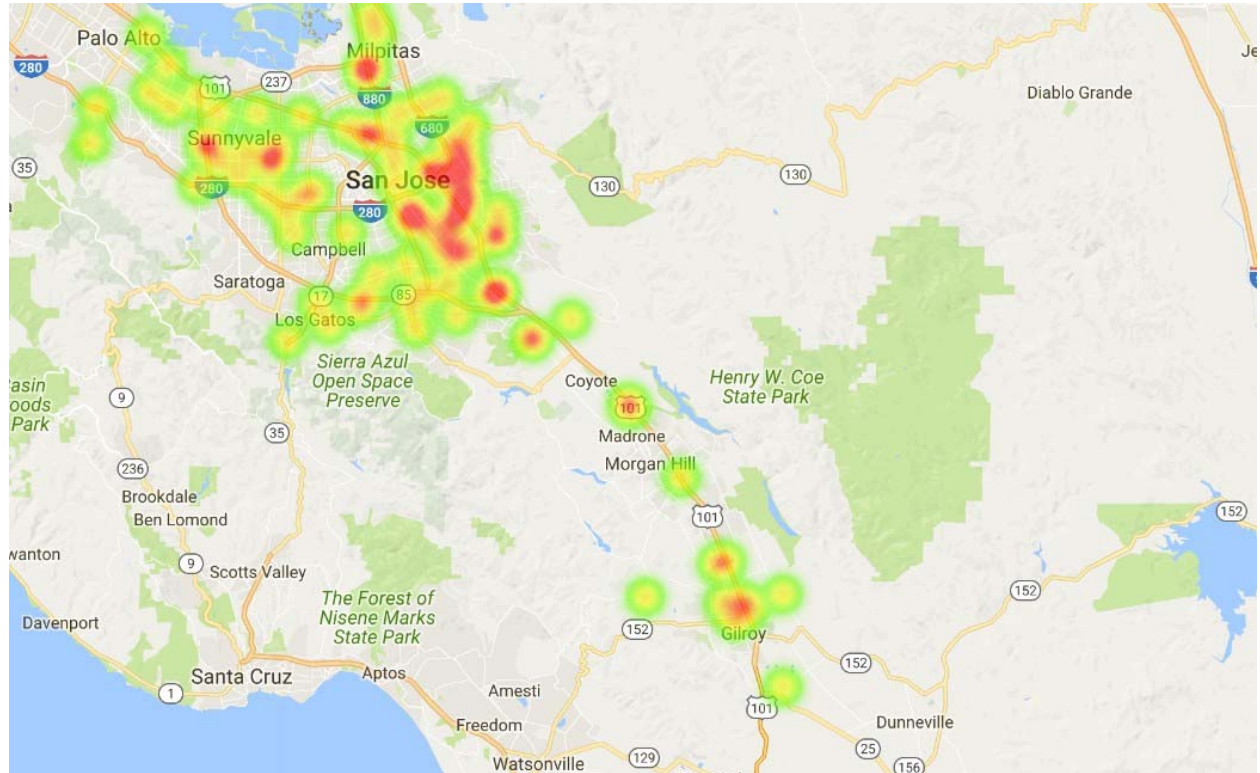 Palo Alto
Milpitas
280
101
237
880
Diablo Grande
Sunnyvale
680
35
130
130
280
San Jose
280
Campbell
Saratoga
17
85
Los Gatos
Sierra Azul
Open Space
Preserve
Coyote
Henry W. Coe
State Park
9
101
Madrone
35
Morgan Hill
236
Brookdale
Ben Lomond
101
152
9
Scotts Valley
The Forest of
Nisene Marks
State Park
152
Davenport
152
Gilroy
152
Santa Cruz
Aptos
1
Amesti
101
Freedom
Dunneville
25
Watsonville
129
156